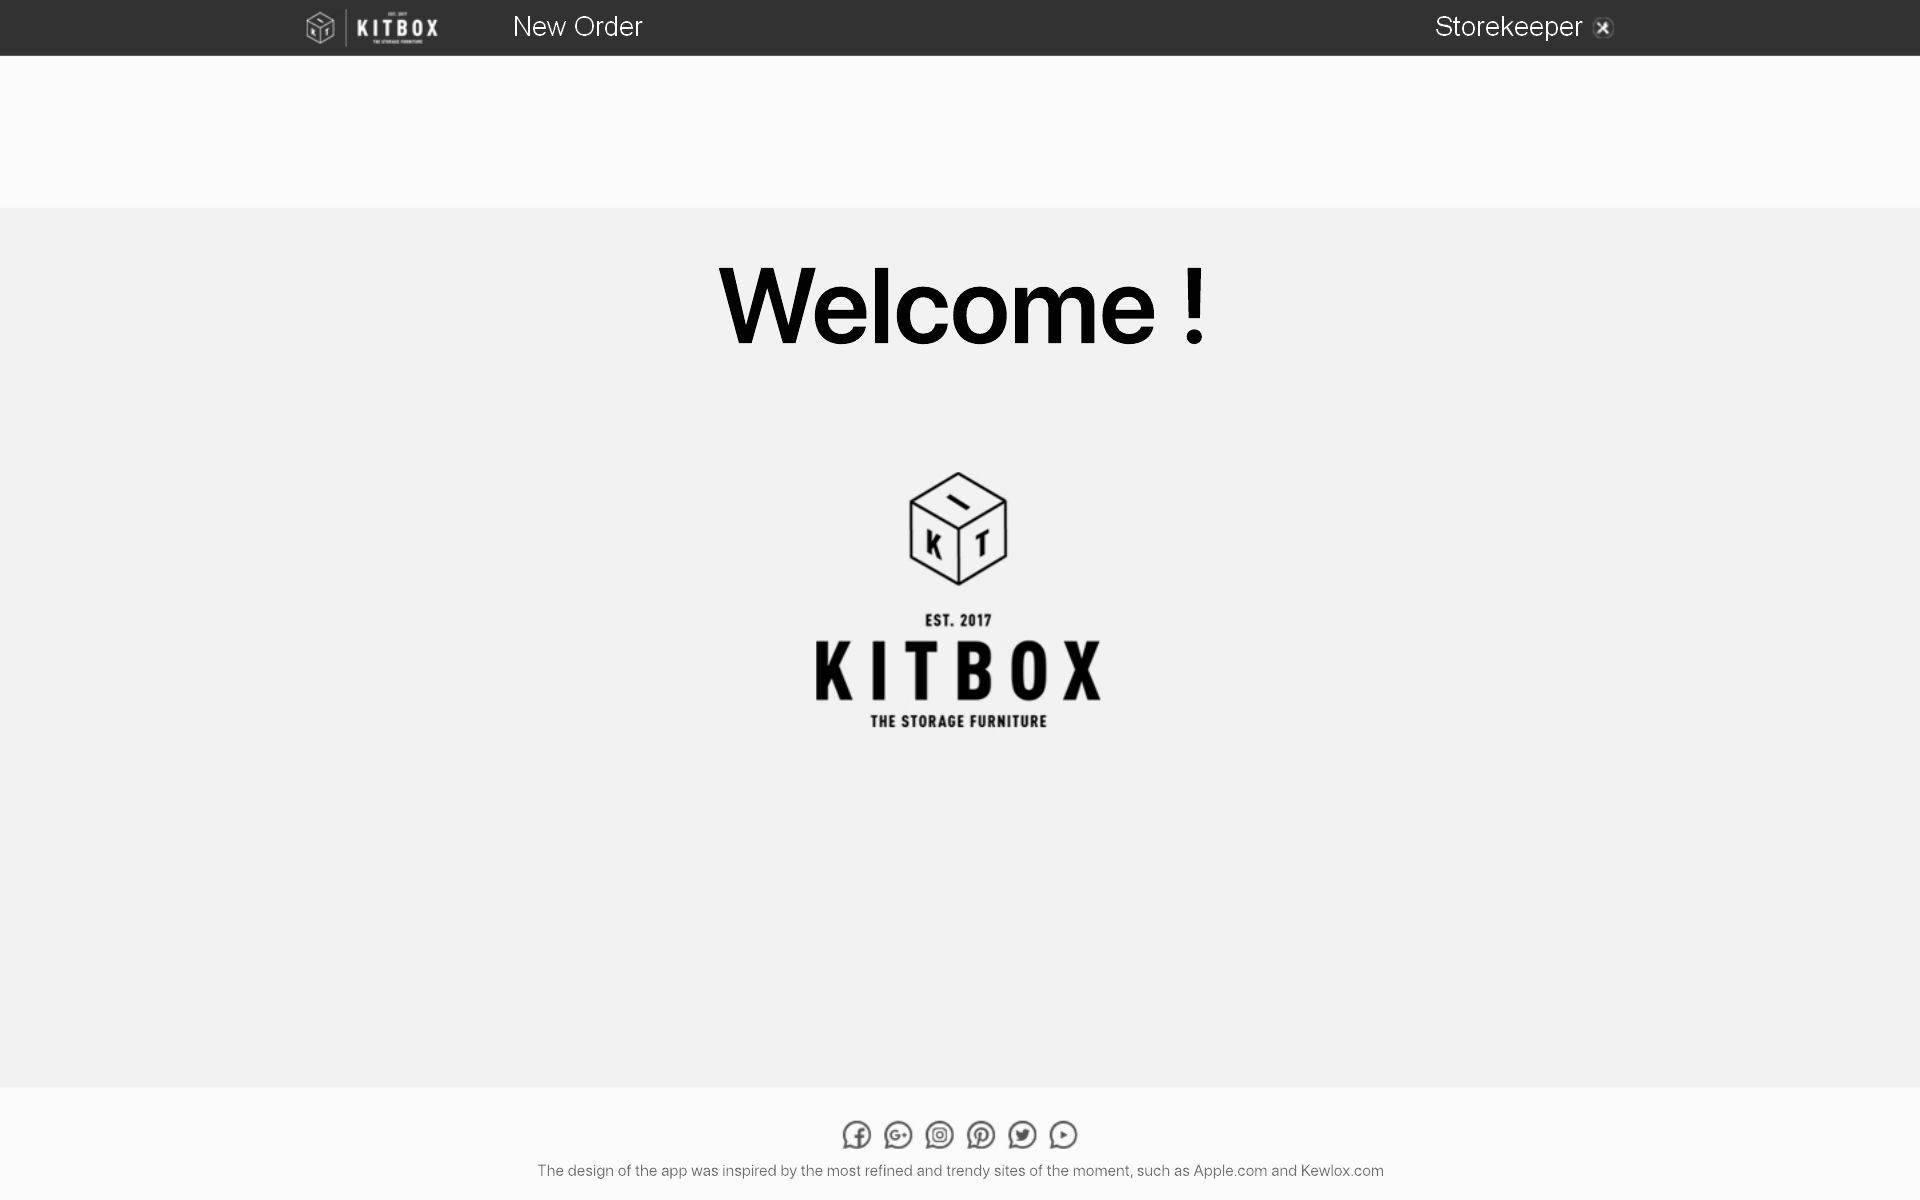 EST. 2017
KITBOX
THE STORAGE FURNITURE
New Order
Storekeeper
Welcome !
I
K T
EST. 2017
KITBOX
THE STORAGE FURNITURE
The design of the app was inspired by the most refined and trendy sites of the moment, such as Apple.com and Kewlox.com